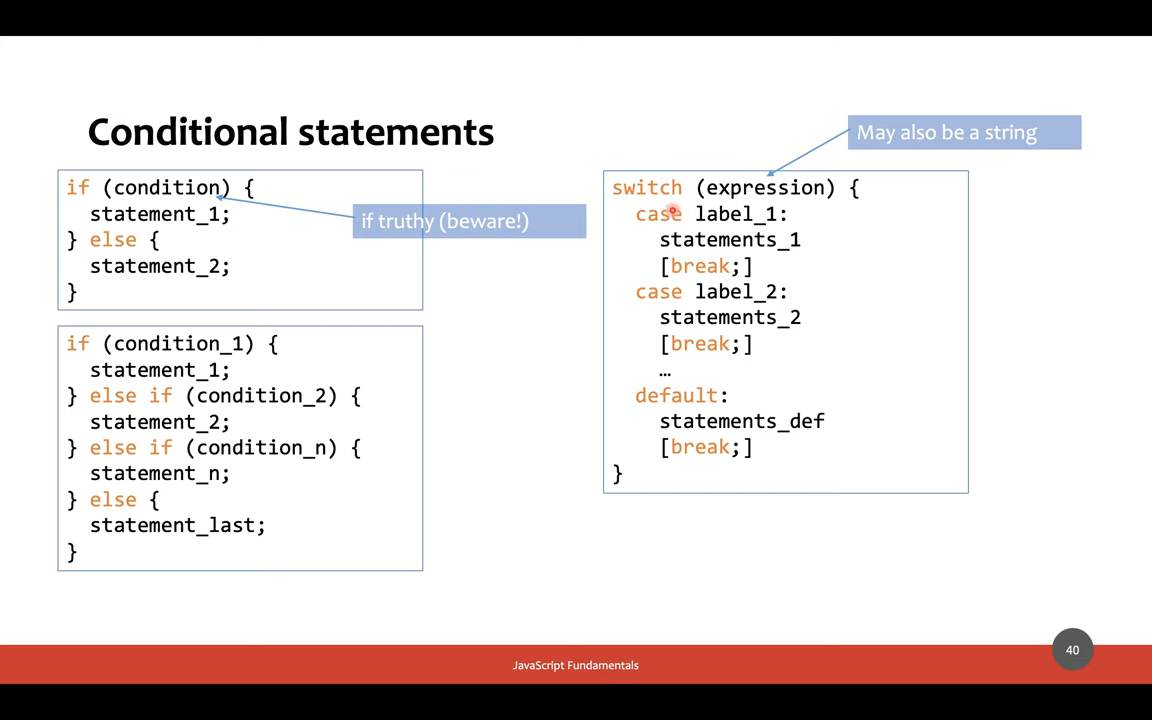 Conditional statements
if (condition) {
  statement_1;
} else {
  statement_2;
}
if truthy (beware!)
if (condition_1) {
  statement_1;
} else if (condition_2) {
  statement_2;
} else if (condition_n) {
  statement_n;
} else {
  statement_last;
}
May also be a string
switch (expression) {
  case label_1:
    statements_1
    [break;]
  case label_2:
    statements_2
    [break;]
    …
  default:
    statements_def
    [break;]
}
JavaScript Fundamentals
40